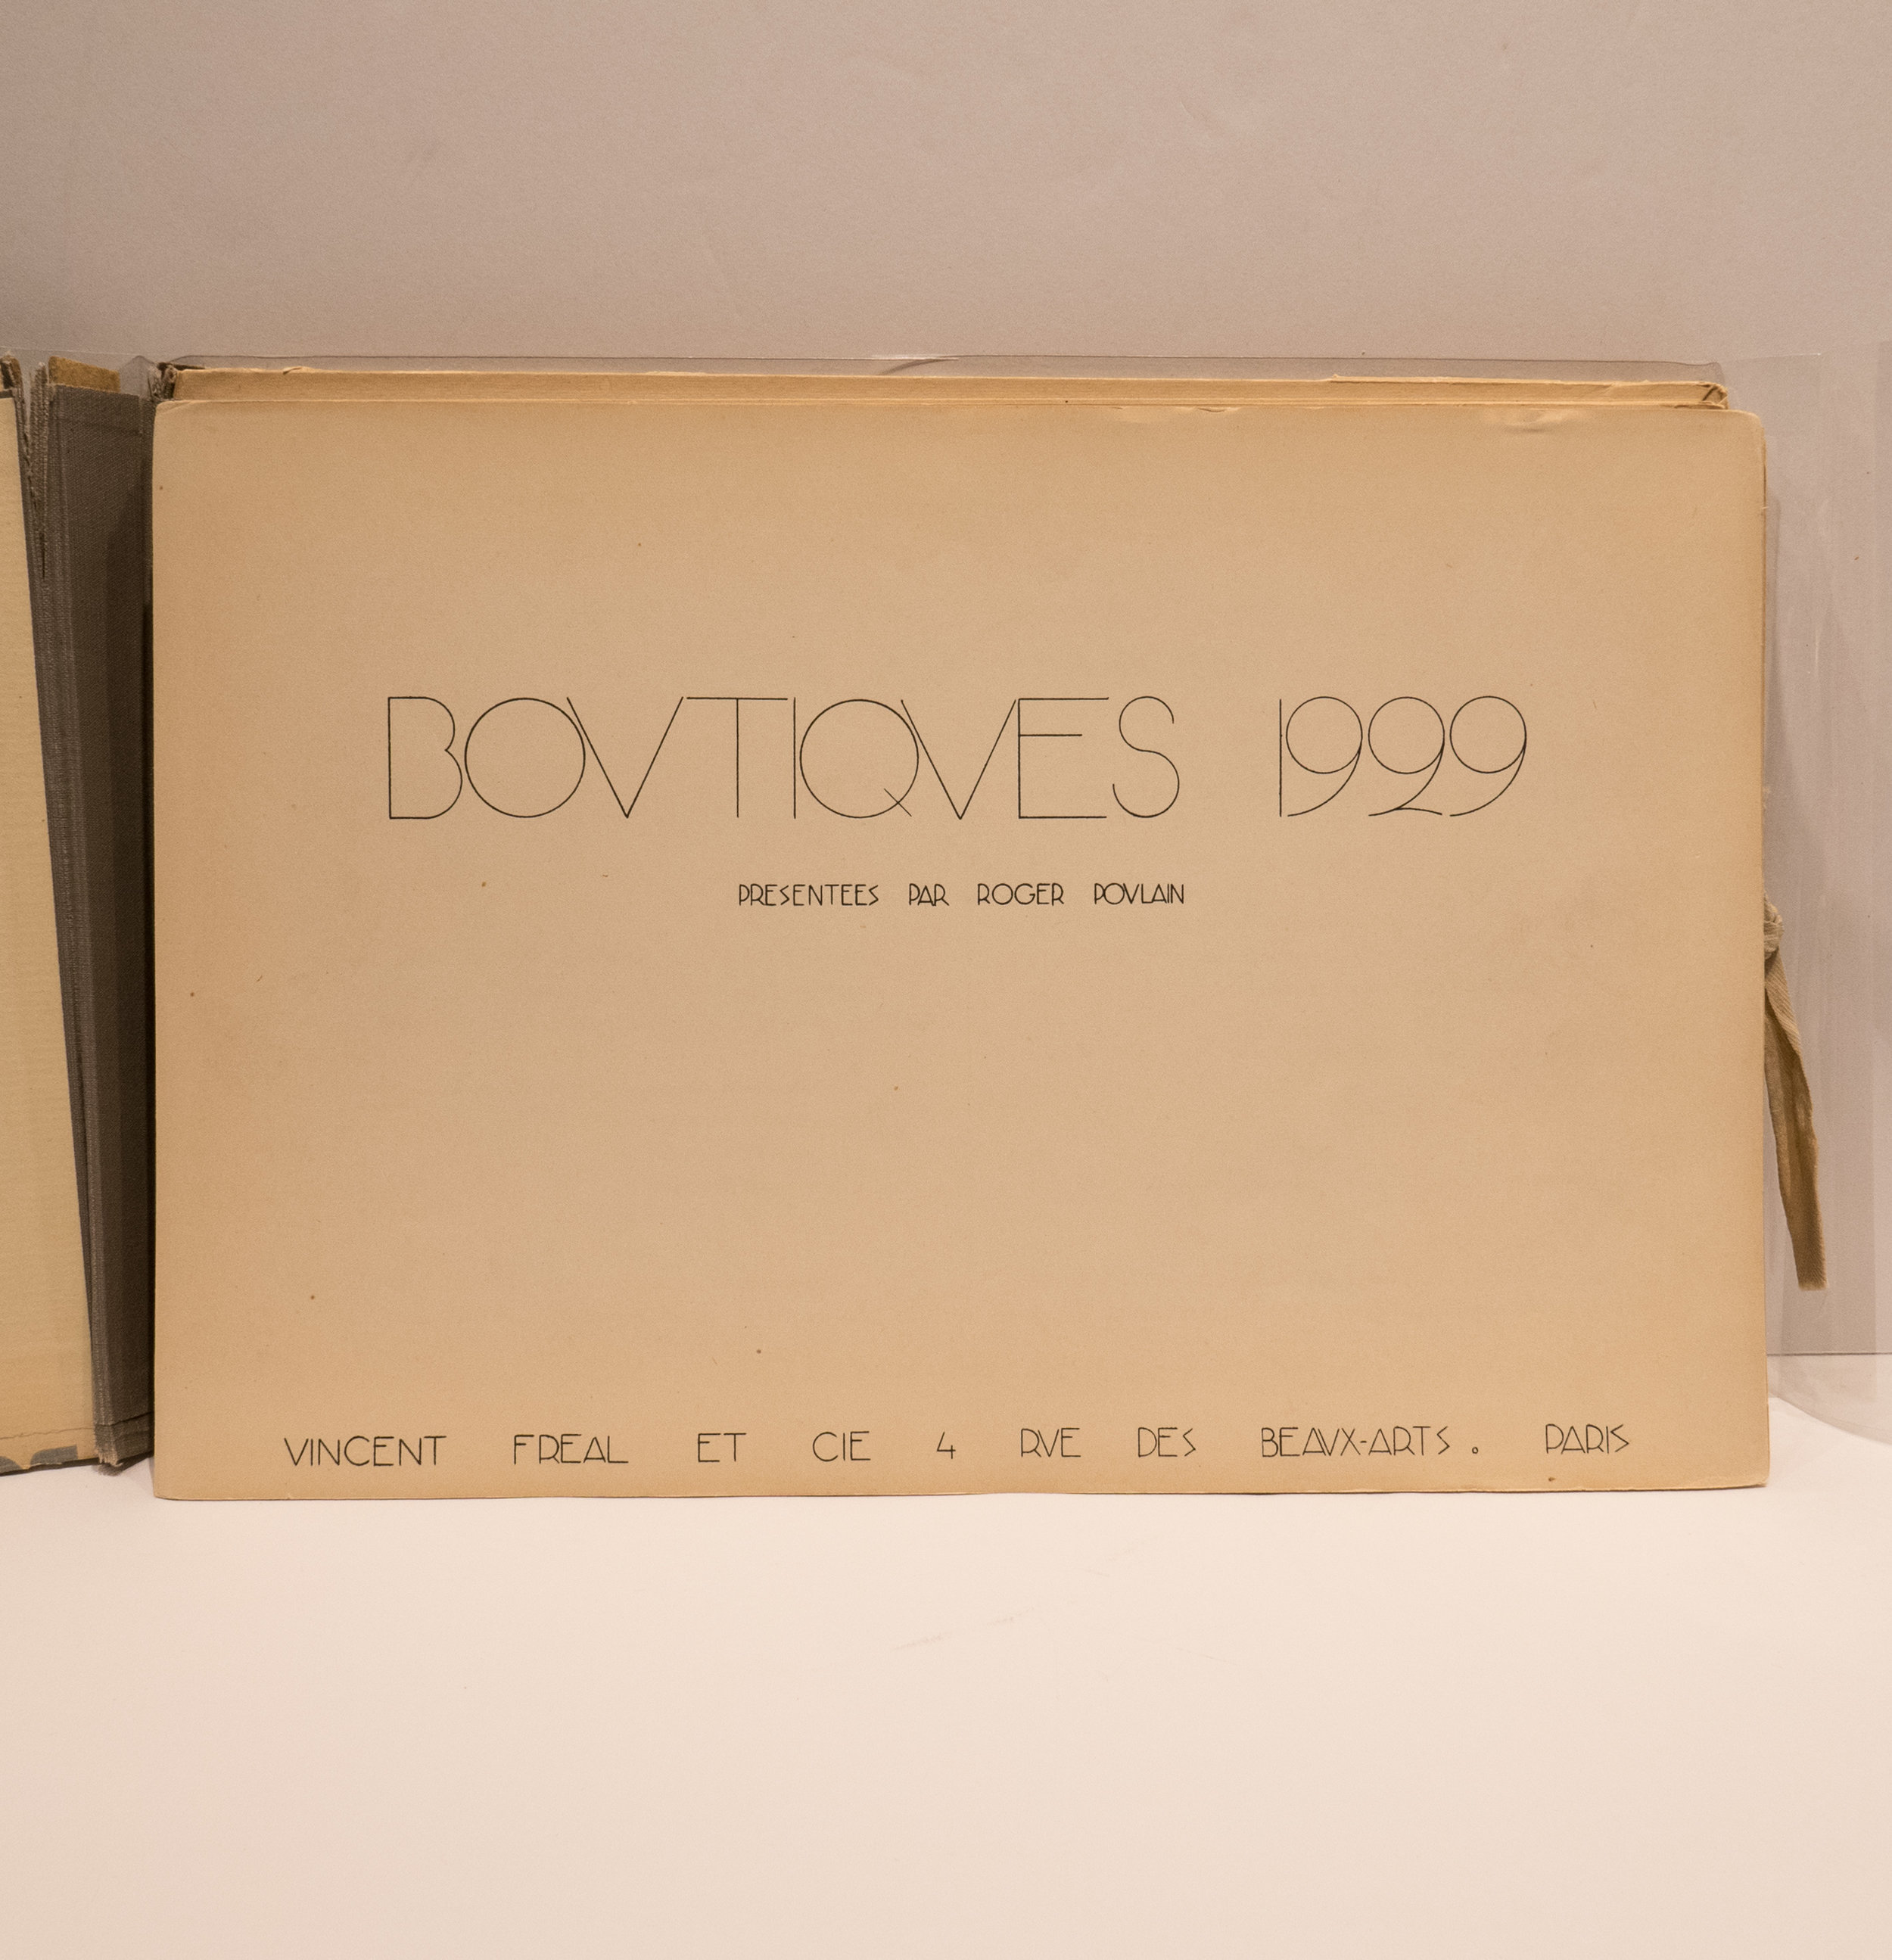 BOVTIQVES 1929
PRESENTEES PAR ROGER POVLAIN
VINCENT FREAL ET CIE 4 RVE DES BEAVX-ARTS. PARIS